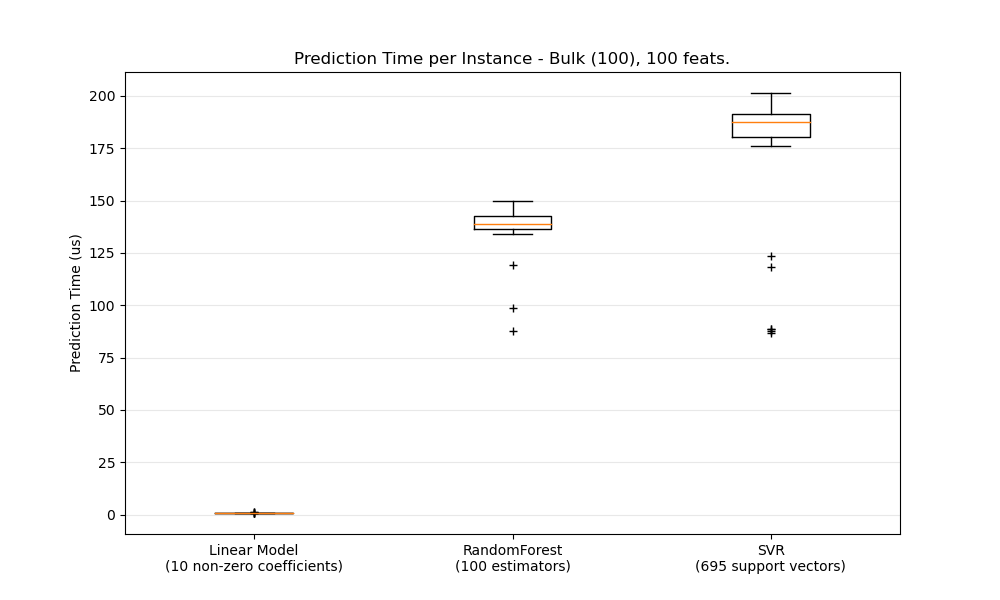 Prediction Time per Instance - Bulk (100), 100 feats.
Prediction Time (us)
200
175
150
125
100
75
50
25
0
Linear Model
(10 non-zero coefficients)
RandomForest
(100 estimators)
SVR
(695 support vectors)